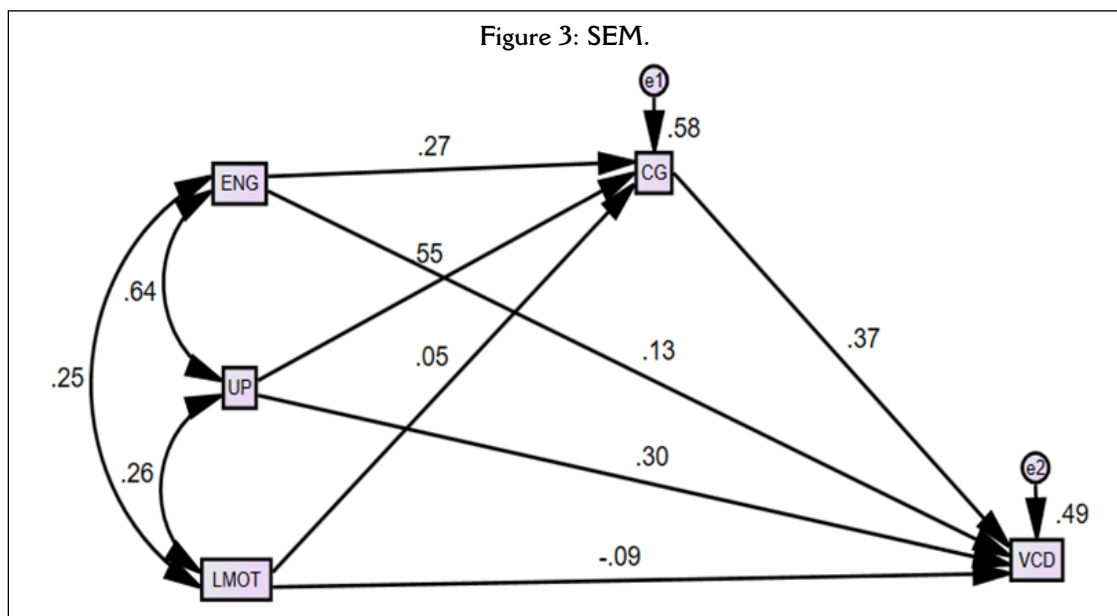 Figure 3: SEM.
e1
.58
.27
CG
ENG
55
.64
.37
.13
.05
.25
UP
.30
.26
e2
.49
VCD
-.09
LMOT